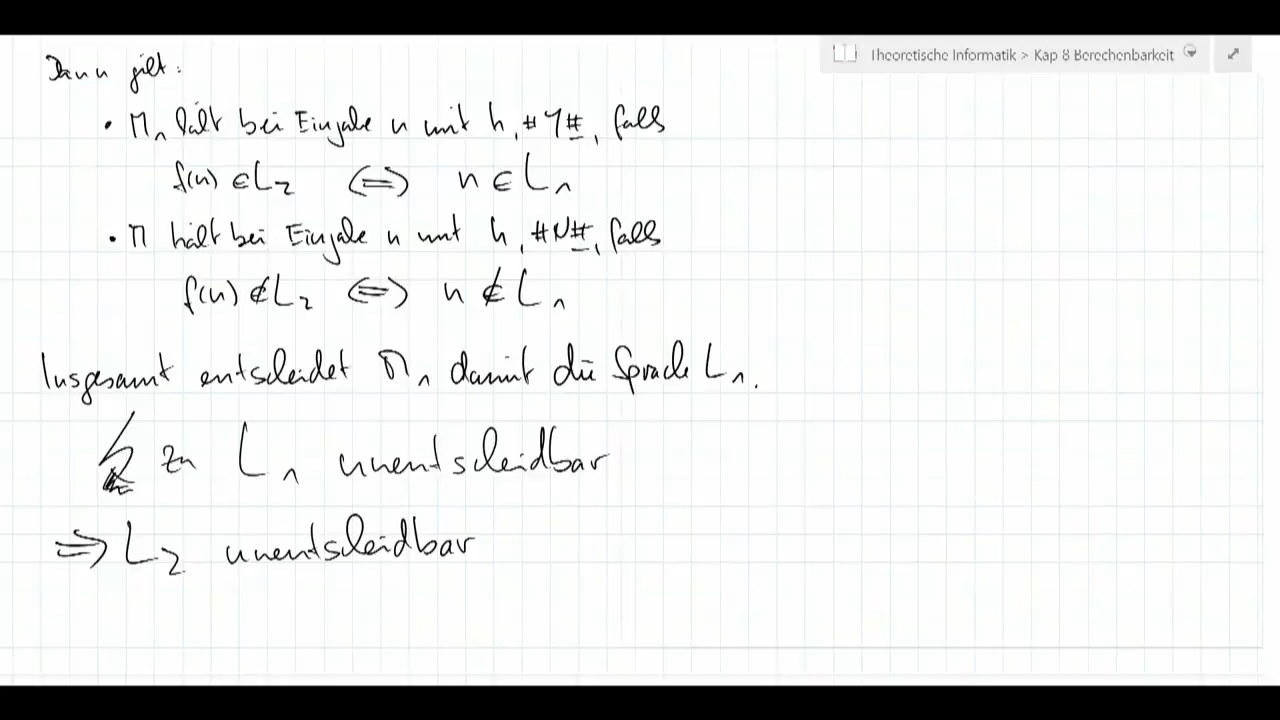 Theoretische Informatik > Kap 8 Berechenbarkeit
Dann gilt:
• M₁ hält bei Eingabe n mit h, #Y#, falls
f(n) ∈ L₂ ⟺ n ∈ L₁
• M hält bei Eingabe n mit h, #N#, falls
f(n) ∉ L₂ ⟺ n ∉ L₁
Insgesamt entscheidet M₁ damit die Sprache L₁.
↯ zu L₁ unentscheidbar
⇒ L₂ unentscheidbar